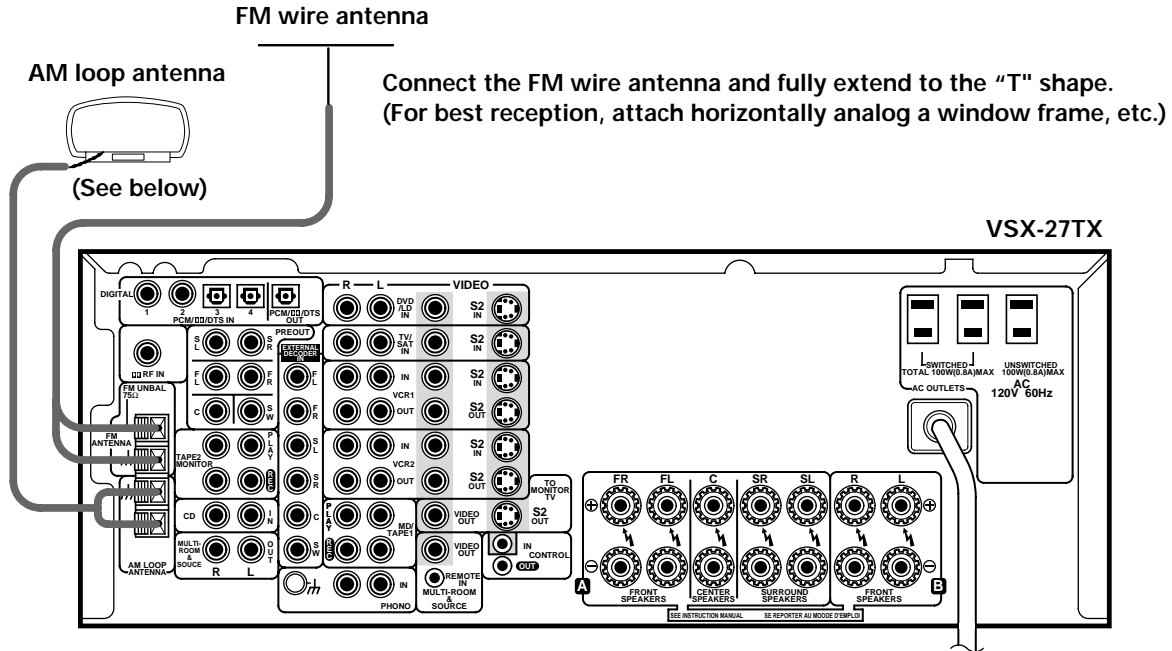 FM wire antenna
AM loop antenna
Connect the FM wire antenna and fully extend to the “T" shape.
(For best reception, attach horizontally analog a window frame, etc.)
(See below)
VSX-27TX
DIGITAL
1
2
3
4
PCM/DD/DTS IN
PCM/DD/DTS
OUT
DD RF IN
PREOUT
S L
S R
F L
F R
C
S W
EXTERNAL
DECODER
IN
F L
F R
S L
S R
C
S W
R
L
VIDEO
DVD
/LD
IN
S2
IN
TV/
SAT
IN
S2
IN
IN
S2
IN
VCR1
OUT
S2
OUT
IN
S2
IN
VCR2
OUT
S2
OUT
TO
MONITOR
TV
VIDEO
OUT
S2
OUT
PLAY
REC
MD/
TAPE1
VIDEO
OUT
IN
CONTROL
OUT
REMOTE
IN
MULTI-ROOM
&
SOURCE
IN
PHONO
FM UNBAL
75Ω
FM
ANTENNA
AM LOOP
ANTENNA
TAPE2
MONITOR
PLAY
REC
CD
IN
MULTI-
ROOM
&
SOUCE
OUT
R
L
SWITCHED
TOTAL 100W(0.8A)MAX
UNSWITCHED
100W(0.8A)MAX
AC OUTLETS
AC
120V 60Hz
FR
FL
C
SR
SL
R
L
A
FRONT
SPEAKERS
CENTER
SPEAKERS
SURROUND
SPEAKERS
FRONT
SPEAKERS
B
SEE INSTRUCTION MANUAL
SE REPORTER AU MOODE D'EMPLOI